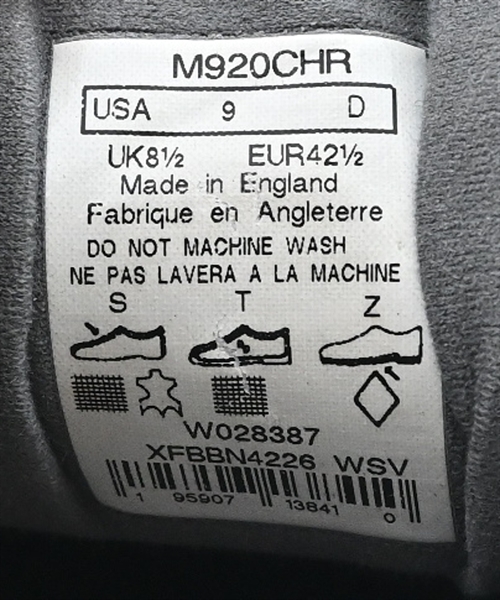 M920CHR
USA 9 D
UK8½ EUR42½
Made in England
Fabrique en Angleterre
DO NOT MACHINE WASH
NE PAS LAVERA A LA MACHINE
S T Z
W028387
XFBBN4226 WSV
1 95907 13841 0